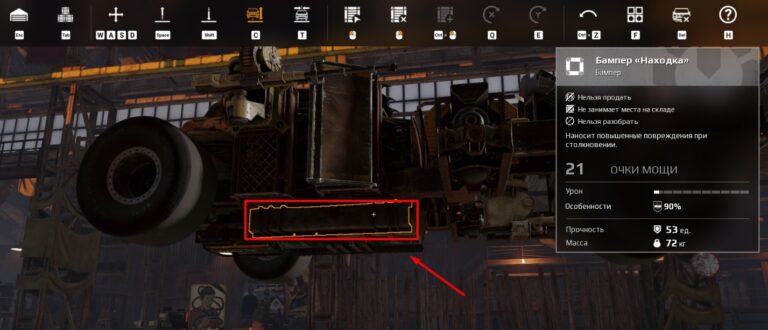 Esc
Tab
W A S D
Space
Shift
C
T
Ctrl +
Q
E
Ctrl + Z
F
Del
H
Бампер «Находка»
Бампер
Нельзя продать
Не занимает места на складе
Нельзя разобрать
Наносит повышенные повреждения при
столкновении.
21 ОЧКИ МОЩИ
Урон
Особенности 90%
Прочность 53 ед.
Масса 72 кг